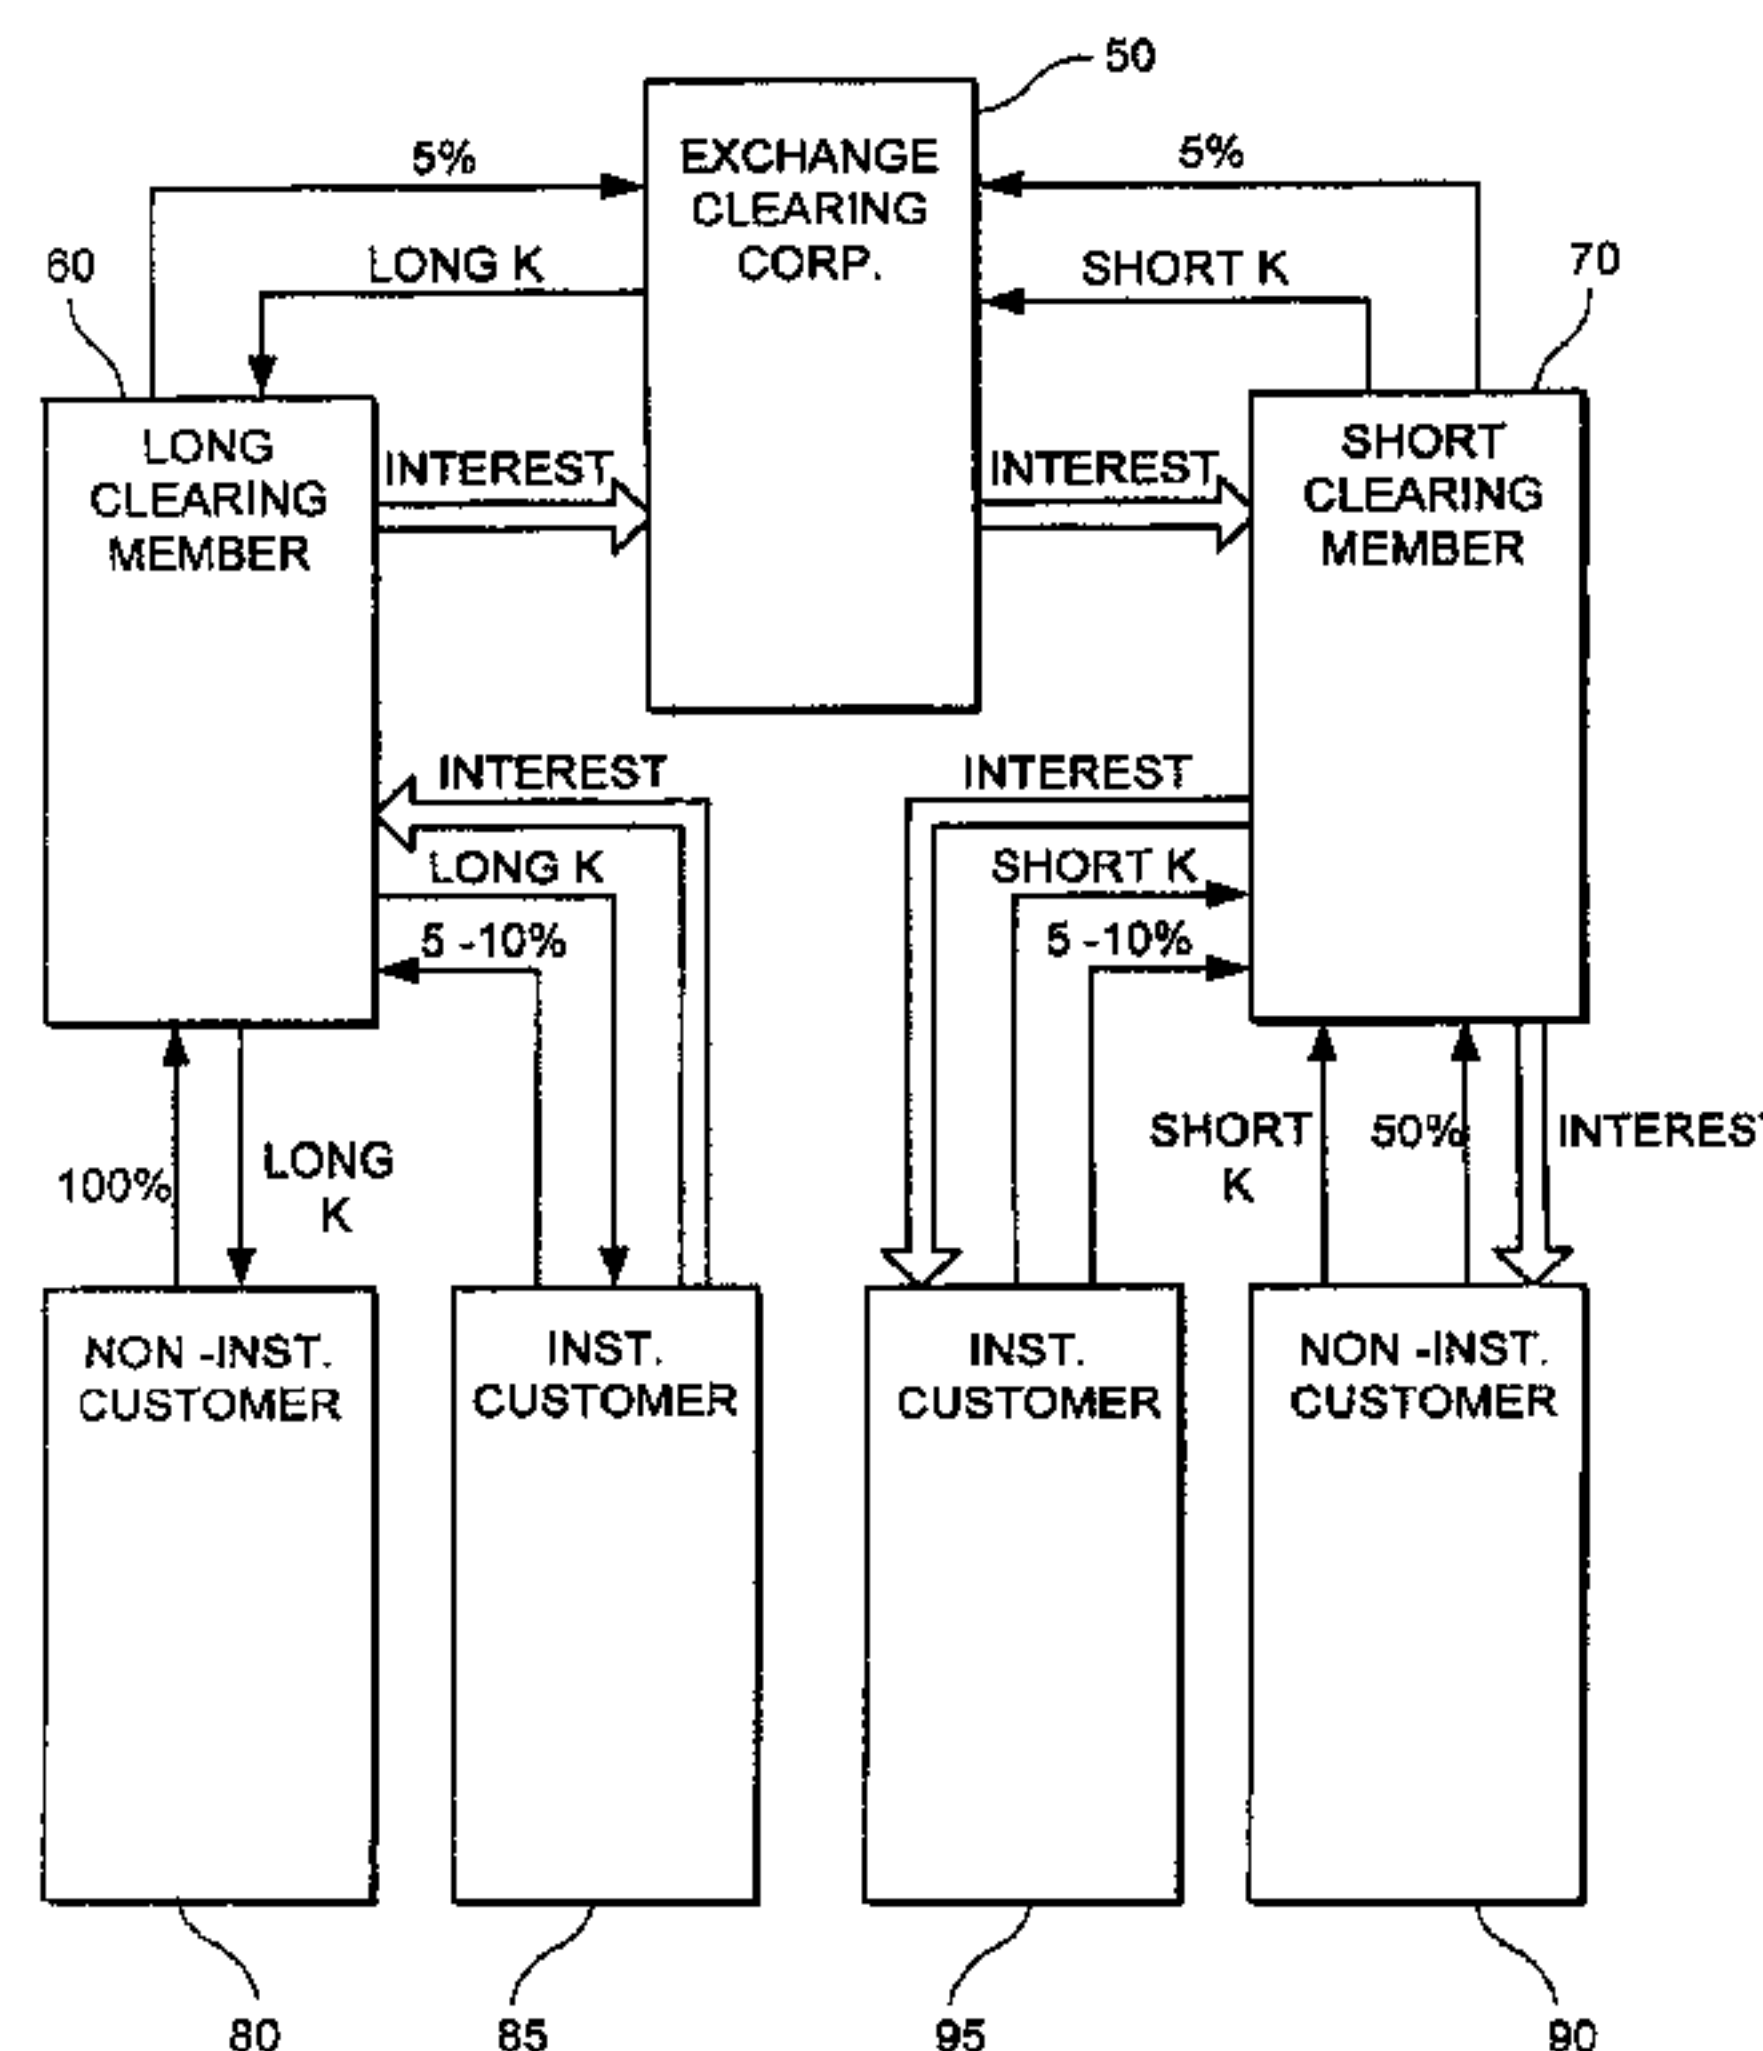 50
EXCHANGE
CLEARING
CORP.
5%
5%
60
LONG K
SHORT K
70
LONG
CLEARING
MEMBER
INTEREST
INTEREST
SHORT
CLEARING
MEMBER
INTEREST
INTEREST
LONG K
SHORT K
5 -10%
5 -10%
100%
LONG
K
SHORT
K
50%
INTEREST
NON -INST.
CUSTOMER
INST.
CUSTOMER
INST.
CUSTOMER
NON -INST.
CUSTOMER
80
85
95
90